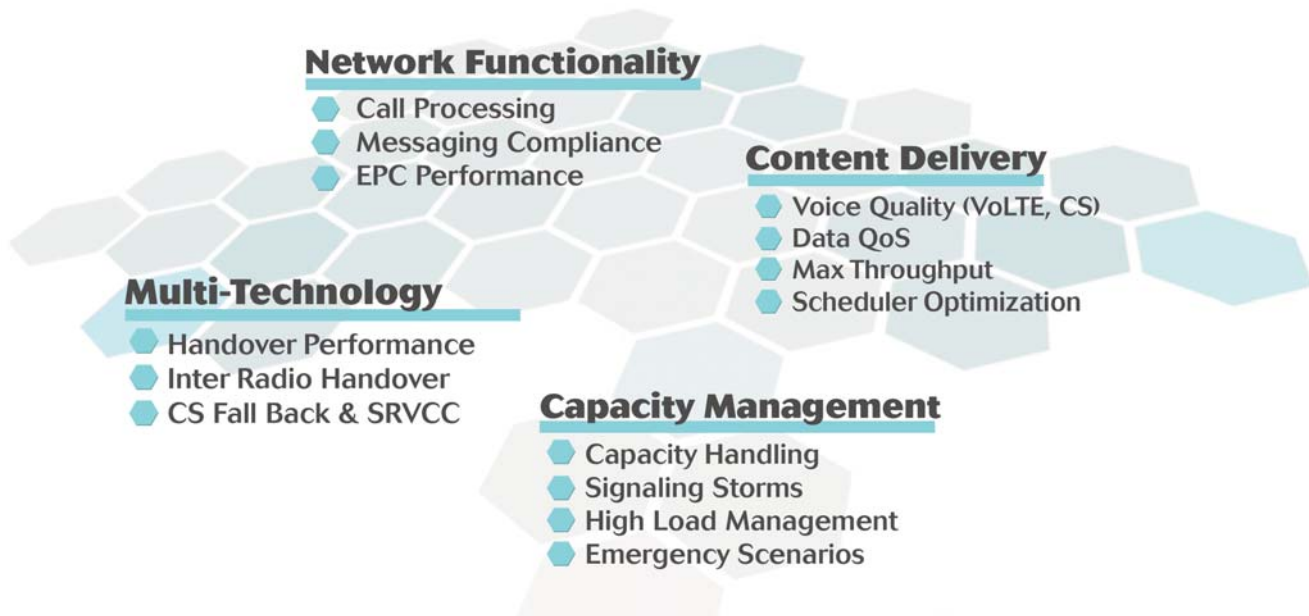 Network Functionality
Call Processing
Messaging Compliance
EPC Performance
Content Delivery
Voice Quality (VoLTE, CS)
Data QoS
Max Throughput
Scheduler Optimization
Multi-Technology
Handover Performance
Inter Radio Handover
CS Fall Back & SRVCC
Capacity Management
Capacity Handling
Signaling Storms
High Load Management
Emergency Scenarios